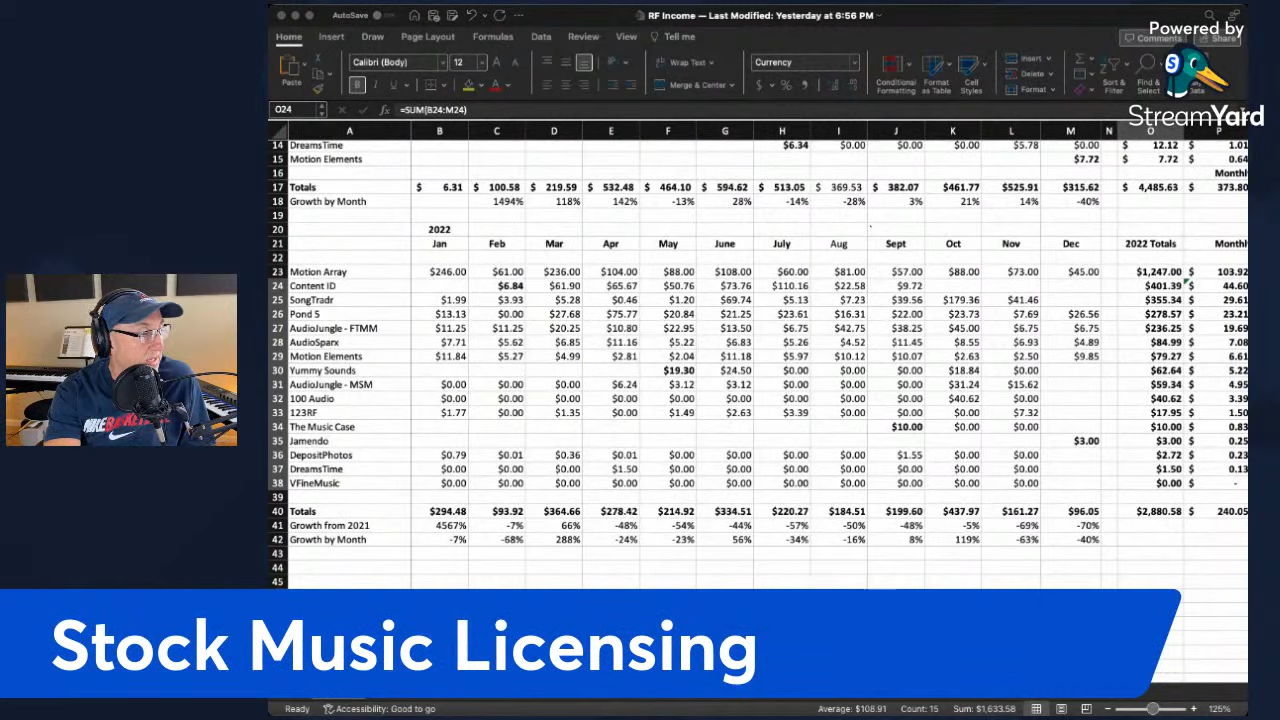 AutoSave
RF Income — Last Modified: Yesterday at 6:56 PM
Powered by
StreamYard
Home Insert Draw Page Layout Formulas Data Review View Tell me
Comments Share
Paste
Calibri (Body) 12
Wrap Text
Merge & Center
Currency
Conditional Formatting
Format as Table
Cell Styles
Insert
Delete
Format
Sort & Filter
Find & Select
O24 fx =SUM(B24:M24)
A B C D E F G H I J K L M N O P
14 DreamsTime $6.34 $0.00 $0.00 $0.00 $5.78 $0.00 $ 12.12 $ 1.01
15 Motion Elements $7.72 $ 7.72 $ 0.64
16 Monthly
17 Totals $ 6.31 $ 100.58 $ 219.59 $ 532.48 $ 464.10 $ 594.62 $ 513.05 $ 369.53 $ 382.07 $461.77 $525.91 $315.62 $ 4,485.63 $ 373.80
18 Growth by Month 1494% 118% 142% -13% 28% -14% -28% 3% 21% 14% -40%
19
20 2022
21 Jan Feb Mar Apr May June July Aug Sept Oct Nov Dec 2022 Totals Monthl
22
23 Motion Array $246.00 $61.00 $236.00 $104.00 $88.00 $108.00 $60.00 $81.00 $57.00 $88.00 $73.00 $45.00 $1,247.00 $ 103.92
24 Content ID $6.84 $61.90 $65.67 $50.76 $73.76 $110.16 $22.58 $9.72 $401.39 $ 44.60
25 SongTradr $1.99 $3.93 $5.28 $0.46 $1.20 $69.74 $5.13 $7.23 $39.56 $179.36 $41.46 $355.34 $ 29.61
26 Pond 5 $13.13 $0.00 $27.68 $75.77 $20.84 $21.25 $23.61 $16.31 $22.00 $23.73 $7.69 $26.56 $278.57 $ 23.21
27 AudioJungle - FTMM $11.25 $11.25 $20.25 $10.80 $22.95 $13.50 $6.75 $42.75 $38.25 $45.00 $6.75 $6.75 $236.25 $ 19.69
28 AudioSparx $7.71 $5.62 $6.85 $11.16 $5.22 $6.83 $5.26 $4.52 $11.45 $8.55 $6.93 $4.89 $84.99 $ 7.08
29 Motion Elements $11.84 $5.27 $4.99 $2.81 $2.04 $11.18 $5.97 $10.12 $10.07 $2.63 $2.50 $9.85 $79.27 $ 6.61
30 Yummy Sounds $19.30 $24.50 $0.00 $0.00 $0.00 $18.84 $0.00 $62.64 $ 5.22
31 AudioJungle - MSM $0.00 $0.00 $0.00 $6.24 $3.12 $3.12 $0.00 $0.00 $0.00 $31.24 $15.62 $59.34 $ 4.95
32 100 Audio $0.00 $0.00 $0.00 $0.00 $0.00 $0.00 $0.00 $0.00 $0.00 $40.62 $0.00 $40.62 $ 3.39
33 123RF $1.77 $0.00 $1.35 $0.00 $1.49 $2.63 $3.39 $0.00 $0.00 $0.00 $7.32 $17.95 $ 1.50
34 The Music Case $10.00 $0.00 $0.00 $10.00 $ 0.83
35 Jamendo $3.00 $3.00 $ 0.25
36 DepositPhotos $0.79 $0.01 $0.36 $0.01 $0.00 $0.00 $0.00 $0.00 $1.55 $0.00 $0.00 $2.72 $ 0.23
37 DreamsTime $0.00 $0.00 $0.00 $1.50 $0.00 $0.00 $0.00 $0.00 $0.00 $0.00 $0.00 $1.50 $ 0.13
38 VFineMusic $0.00 $0.00 $0.00 $0.00 $0.00 $0.00 $0.00 $0.00 $0.00 $0.00 $0.00 $0.00 $ -
39
40 Totals $294.48 $93.92 $364.66 $278.42 $214.92 $334.51 $220.27 $184.51 $199.60 $437.97 $161.27 $96.05 $2,880.58 $ 240.05
41 Growth from 2021 4567% -7% 66% -48% -54% -44% -57% -50% -48% -5% -69% -70%
42 Growth by Month -7% -68% 288% -24% -23% 56% -34% -16% 8% 119% -63% -40%
43
44
45
Stock Music Licensing
Ready Accessibility: Good to go Average: $108.91 Count: 15 Sum: $1,633.58 125%